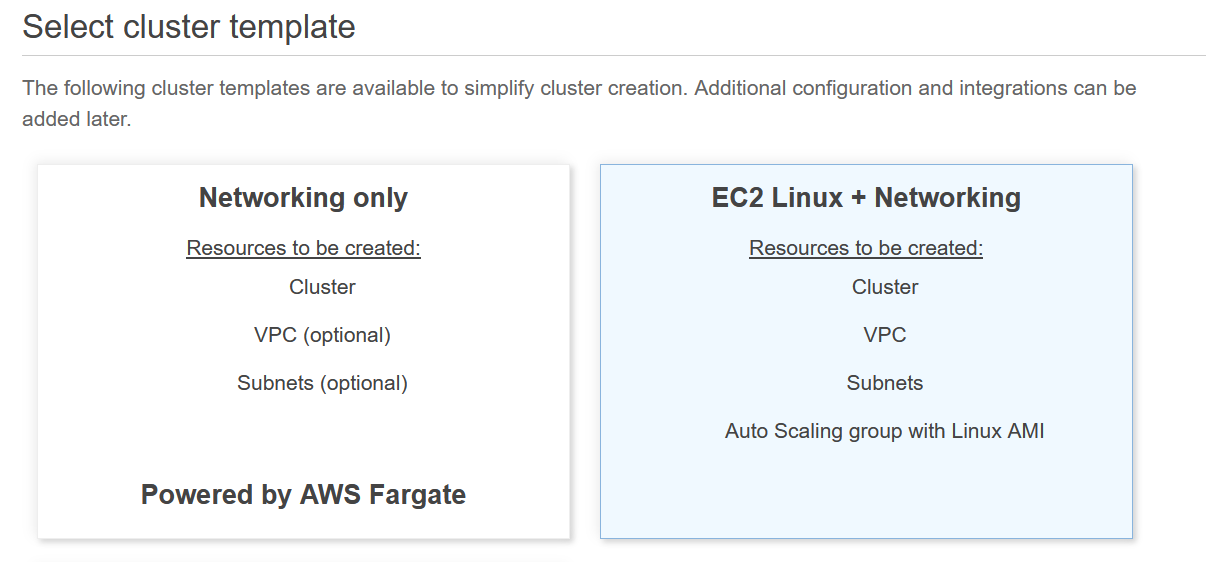 Select cluster template
The following cluster templates are available to simplify cluster creation. Additional configuration and integrations can be
added later.
Networking only
Resources to be created:
Cluster
VPC (optional)
Subnets (optional)
Powered by AWS Fargate
EC2 Linux + Networking
Resources to be created:
Cluster
VPC
Subnets
Auto Scaling group with Linux AMI